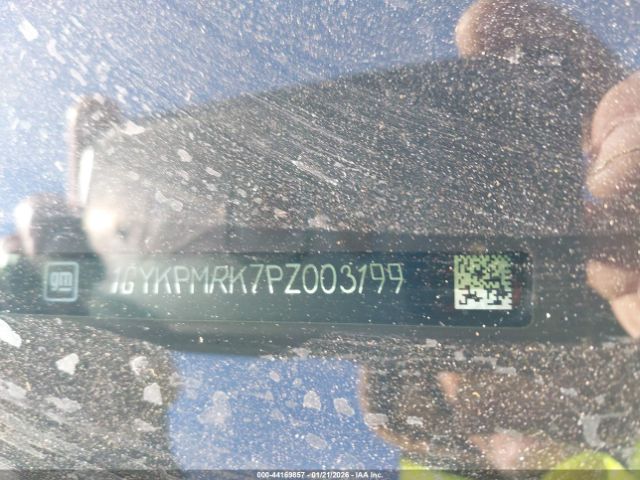 gm 1GYKPMRK7PZ003199
000-44169857 - 01/21/2026 - IAA Inc.